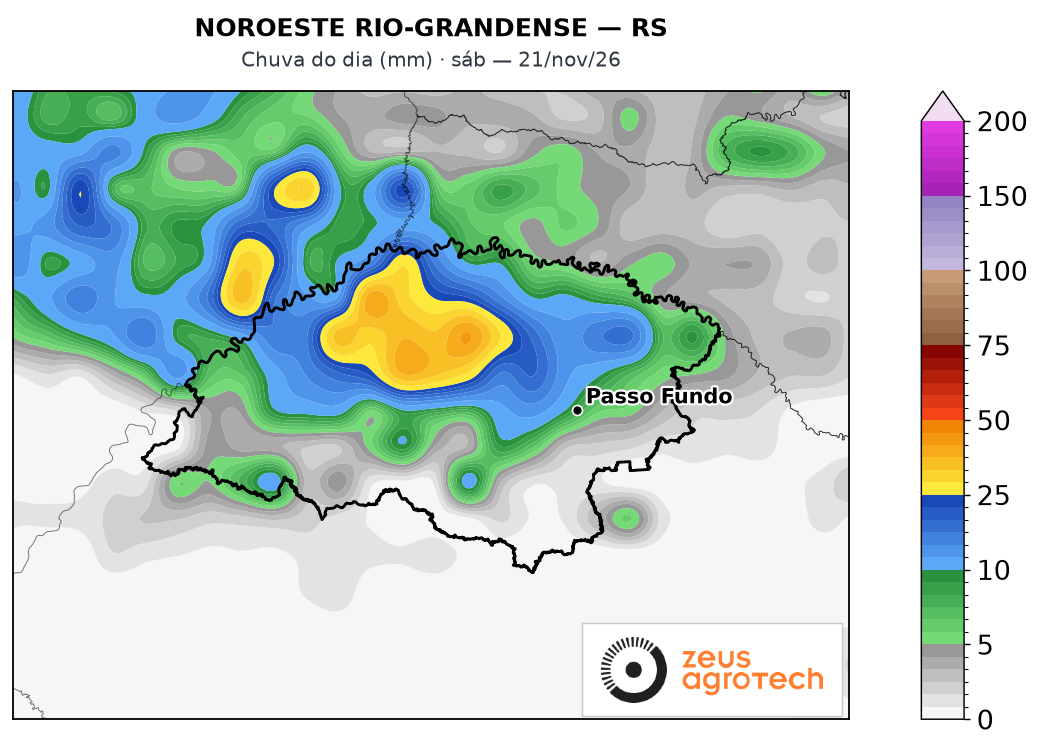 NOROESTE RIO-GRANDENSE — RS
Chuva do dia (mm) · sáb — 21/nov/26
200
150
100
75
50
25
10
5
0
Passo Fundo
zeus
agrotech